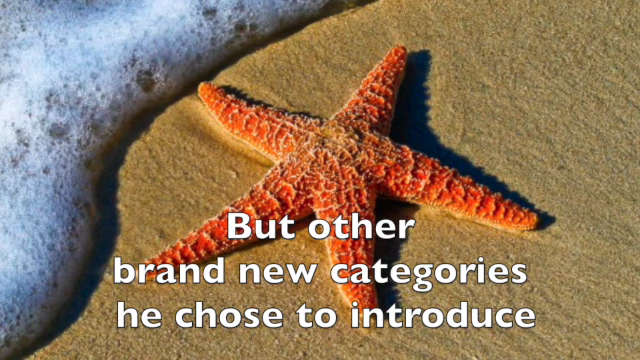 But other
brand new categories
he chose to introduce